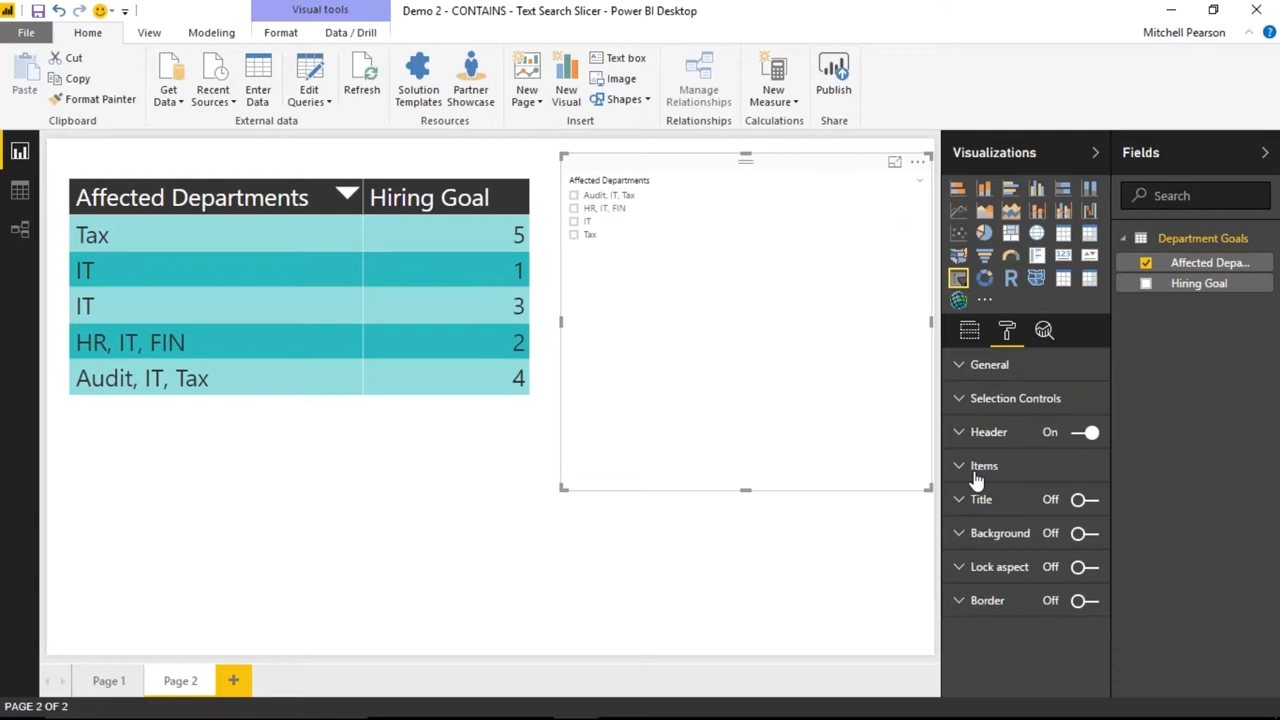 Visual tools
Demo 2 - CONTAINS - Text Search Slicer - Power BI Desktop
File Home View Modeling Format Data / Drill Mitchell Pearson
Paste
Cut
Copy
Format Painter
Clipboard
Get Data
Recent Sources
Enter Data
Edit Queries
Refresh
External data
Solution Templates
Partner Showcase
Resources
New Page
New Visual
Text box
Image
Shapes
Insert
Manage Relationships
Relationships
New Measure
Calculations
Publish
Share
Affected Departments Hiring Goal
Tax 5
IT 1
IT 3
HR, IT, FIN 2
Audit, IT, Tax 4
Affected Departments
Audit, IT, Tax
HR, IT, FIN
IT
Tax
Visualizations
R
123
General
Selection Controls
Header On
Items
Title Off
Background Off
Lock aspect Off
Border Off
Fields
Search
Department Goals
Affected Depa...
Hiring Goal
Page 1 Page 2 +
PAGE 2 OF 2